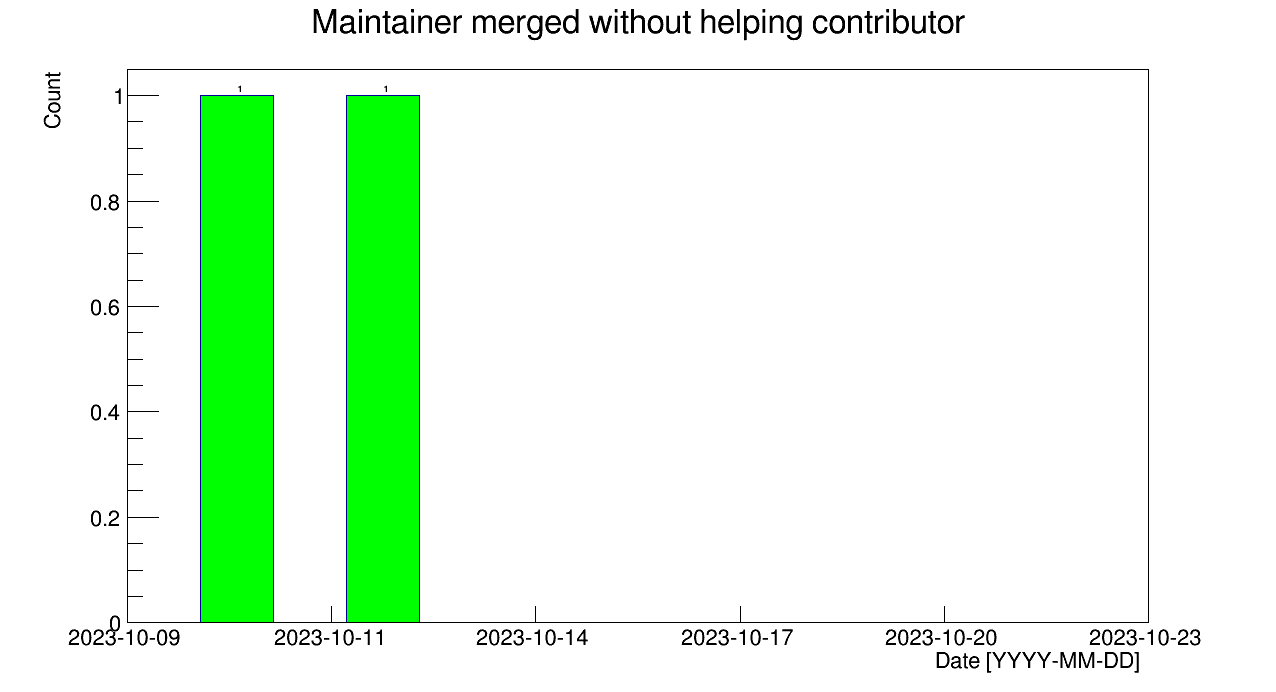 Maintainer merged without helping contributor
Count
1
1
1
0.8
0.6
0.4
0.2
0
2023-10-09 2023-10-11 2023-10-14 2023-10-17 2023-10-20 2023-10-23
Date [YYYY-MM-DD]